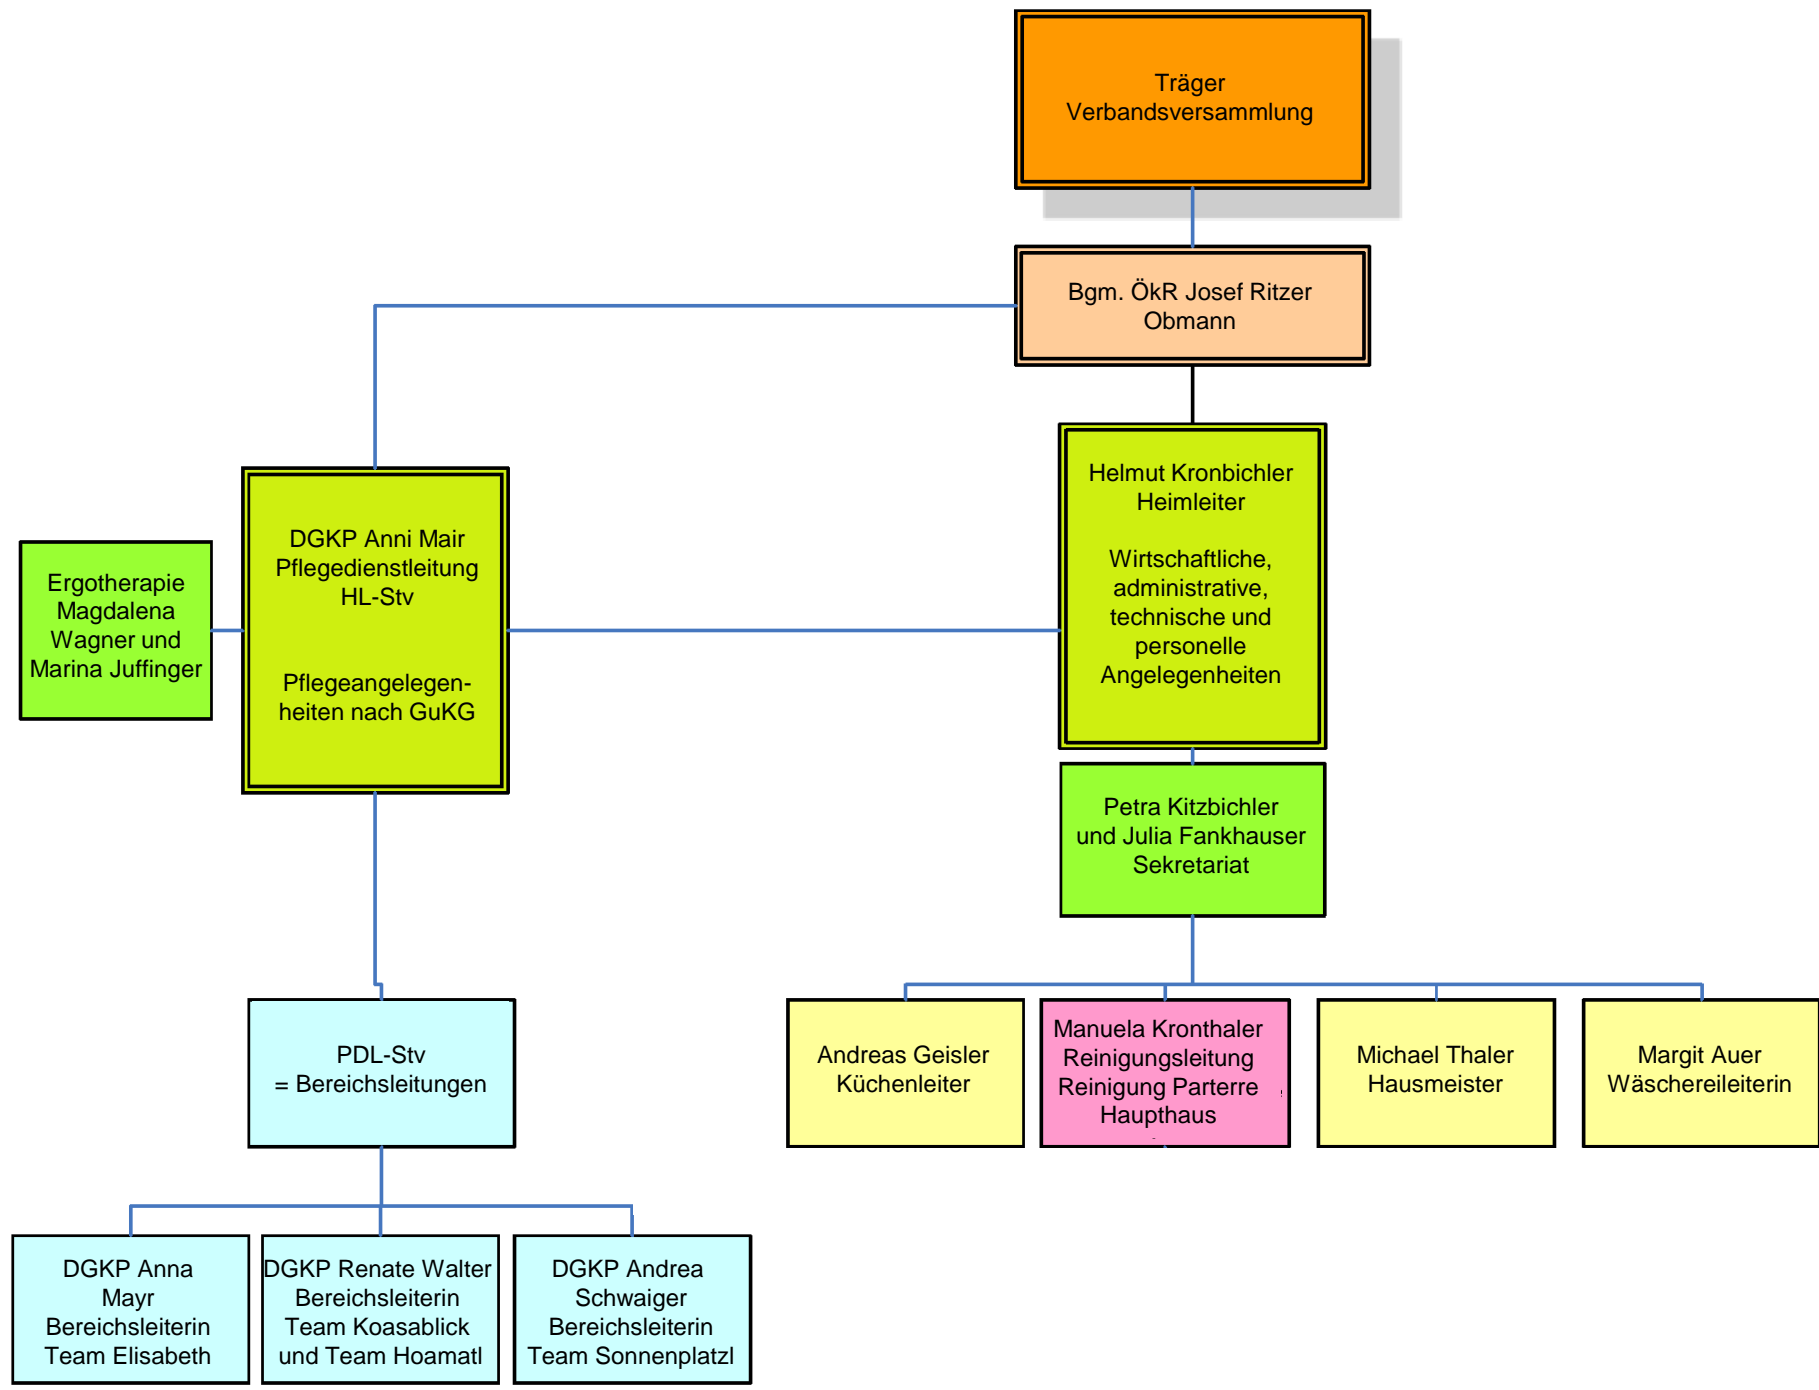 Träger
Verbandsversammlung
Bgm. ÖkR Josef Ritzer
Obmann
Helmut Kronbichler
Heimleiter
Wirtschaftliche,
administrative,
technische und
personelle
Angelegenheiten
DGKP Anni Mair
Pflegedienstleitung
HL-Stv
Pflegeangelegen-
heiten nach GuKG
Ergotherapie
Magdalena
Wagner und
Marina Juffinger
Petra Kitzbichler
und Julia Fankhauser
Sekretariat
PDL-Stv
= Bereichsleitungen
Andreas Geisler
Küchenleiter
Manuela Kronthaler
Reinigungsleitung
Reinigung Parterre
Haupthaus
Michael Thaler
Hausmeister
Margit Auer
Wäschereileiterin
DGKP Anna
Mayr
Bereichsleiterin
Team Elisabeth
DGKP Renate Walter
Bereichsleiterin
Team Koasablick
und Team Hoamatl
DGKP Andrea
Schwaiger
Bereichsleiterin
Team Sonnenplatzl